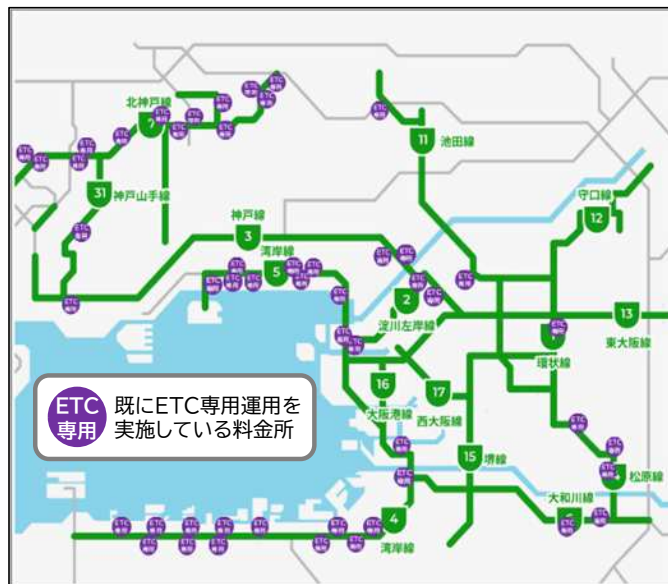 7
北神戸線
11
池田線
31
神戸山手線
守口線
12
神戸線
3
湾岸線
5
2
淀川左岸線
13
東大阪線
環状線
16
大阪港線
17
西大阪線
15
堺線
松原線
大和川線
4
湾岸線
ETC
専用
既にETC専用運用を
実施している料金所